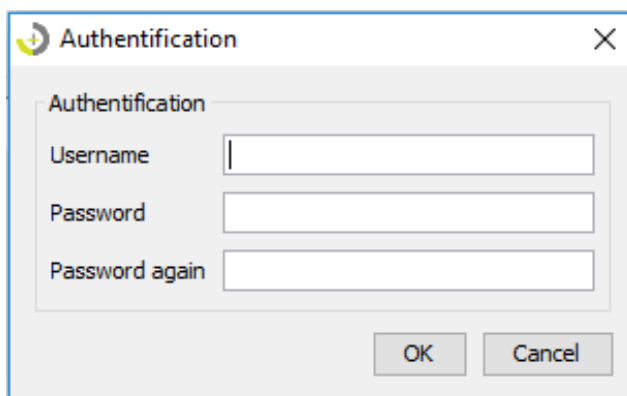 Authentification
Authentification
Username
Password
Password again
OK Cancel